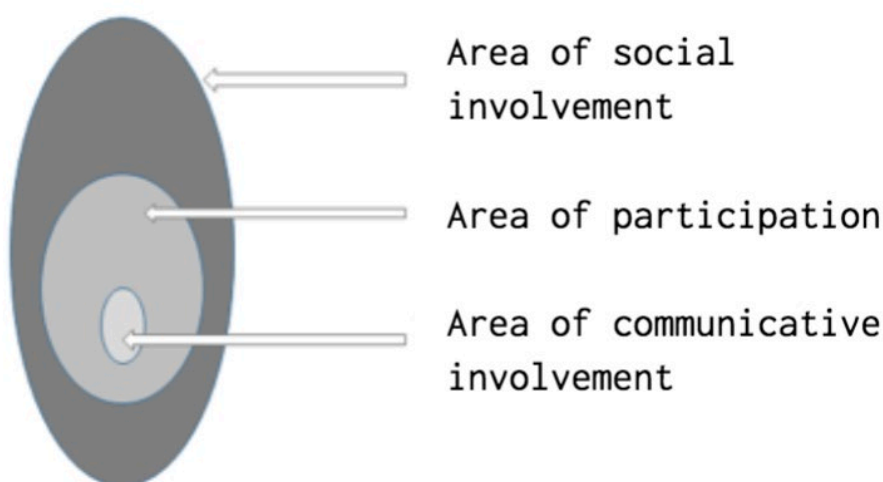 Area of social
involvement
Area of participation
Area of communicative
involvement